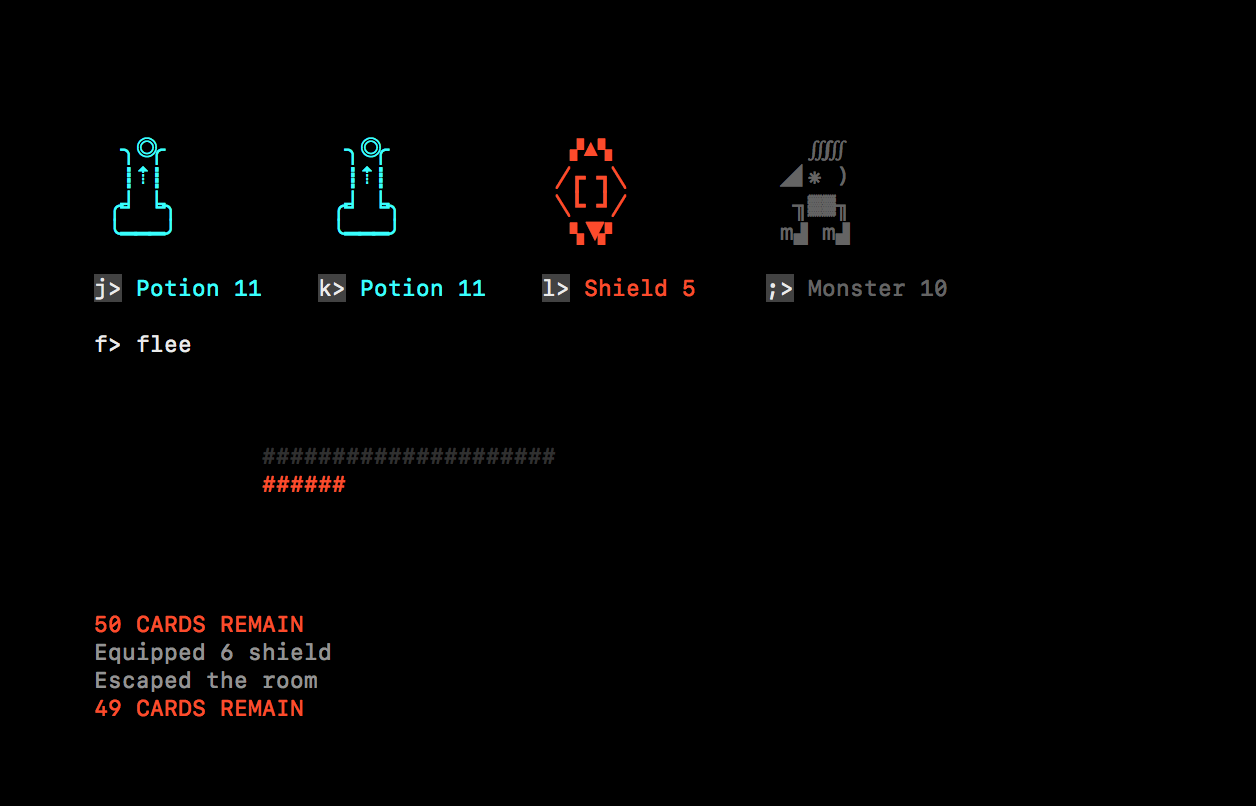 j> Potion 11 k> Potion 11 l> Shield 5 ;> Monster 10
f> flee
#####################
######
50 CARDS REMAIN
Equipped 6 shield
Escaped the room
49 CARDS REMAIN